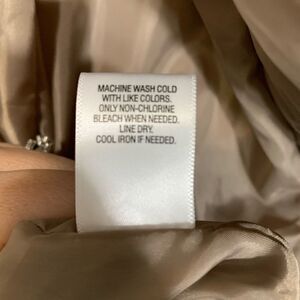 MACHINE WASH COLD
WITH LIKE COLORS.
ONLY NON-CHLORINE
BLEACH WHEN NEEDED.
LINE DRY.
COOL IRON IF NEEDED.